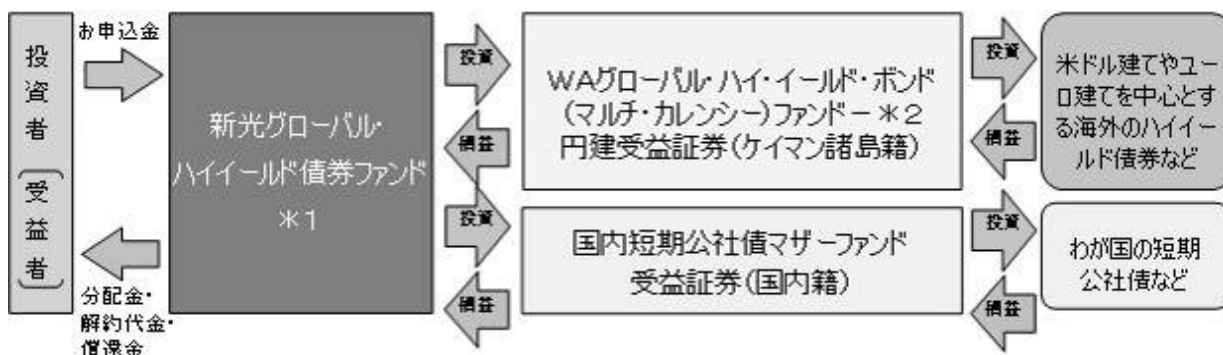 お申込金
投資者〔受益者〕
分配金・
解約代金・
償還金
新光グローバル・
ハイイールド債券ファンド
＊１
投資
損益
投資
損益
WAグローバル・ハイ・イールド・ボンド
(マルチ・カレンシー)ファンドー＊２
円建受益証券(ケイマン諸島籍)
国内短期公社債マザーファンド
受益証券(国内籍)
投資
損益
投資
損益
米ドル建てやユー
ロ建てを中心とす
る海外のハイイー
ルド債券など
わが国の短期
公社債など